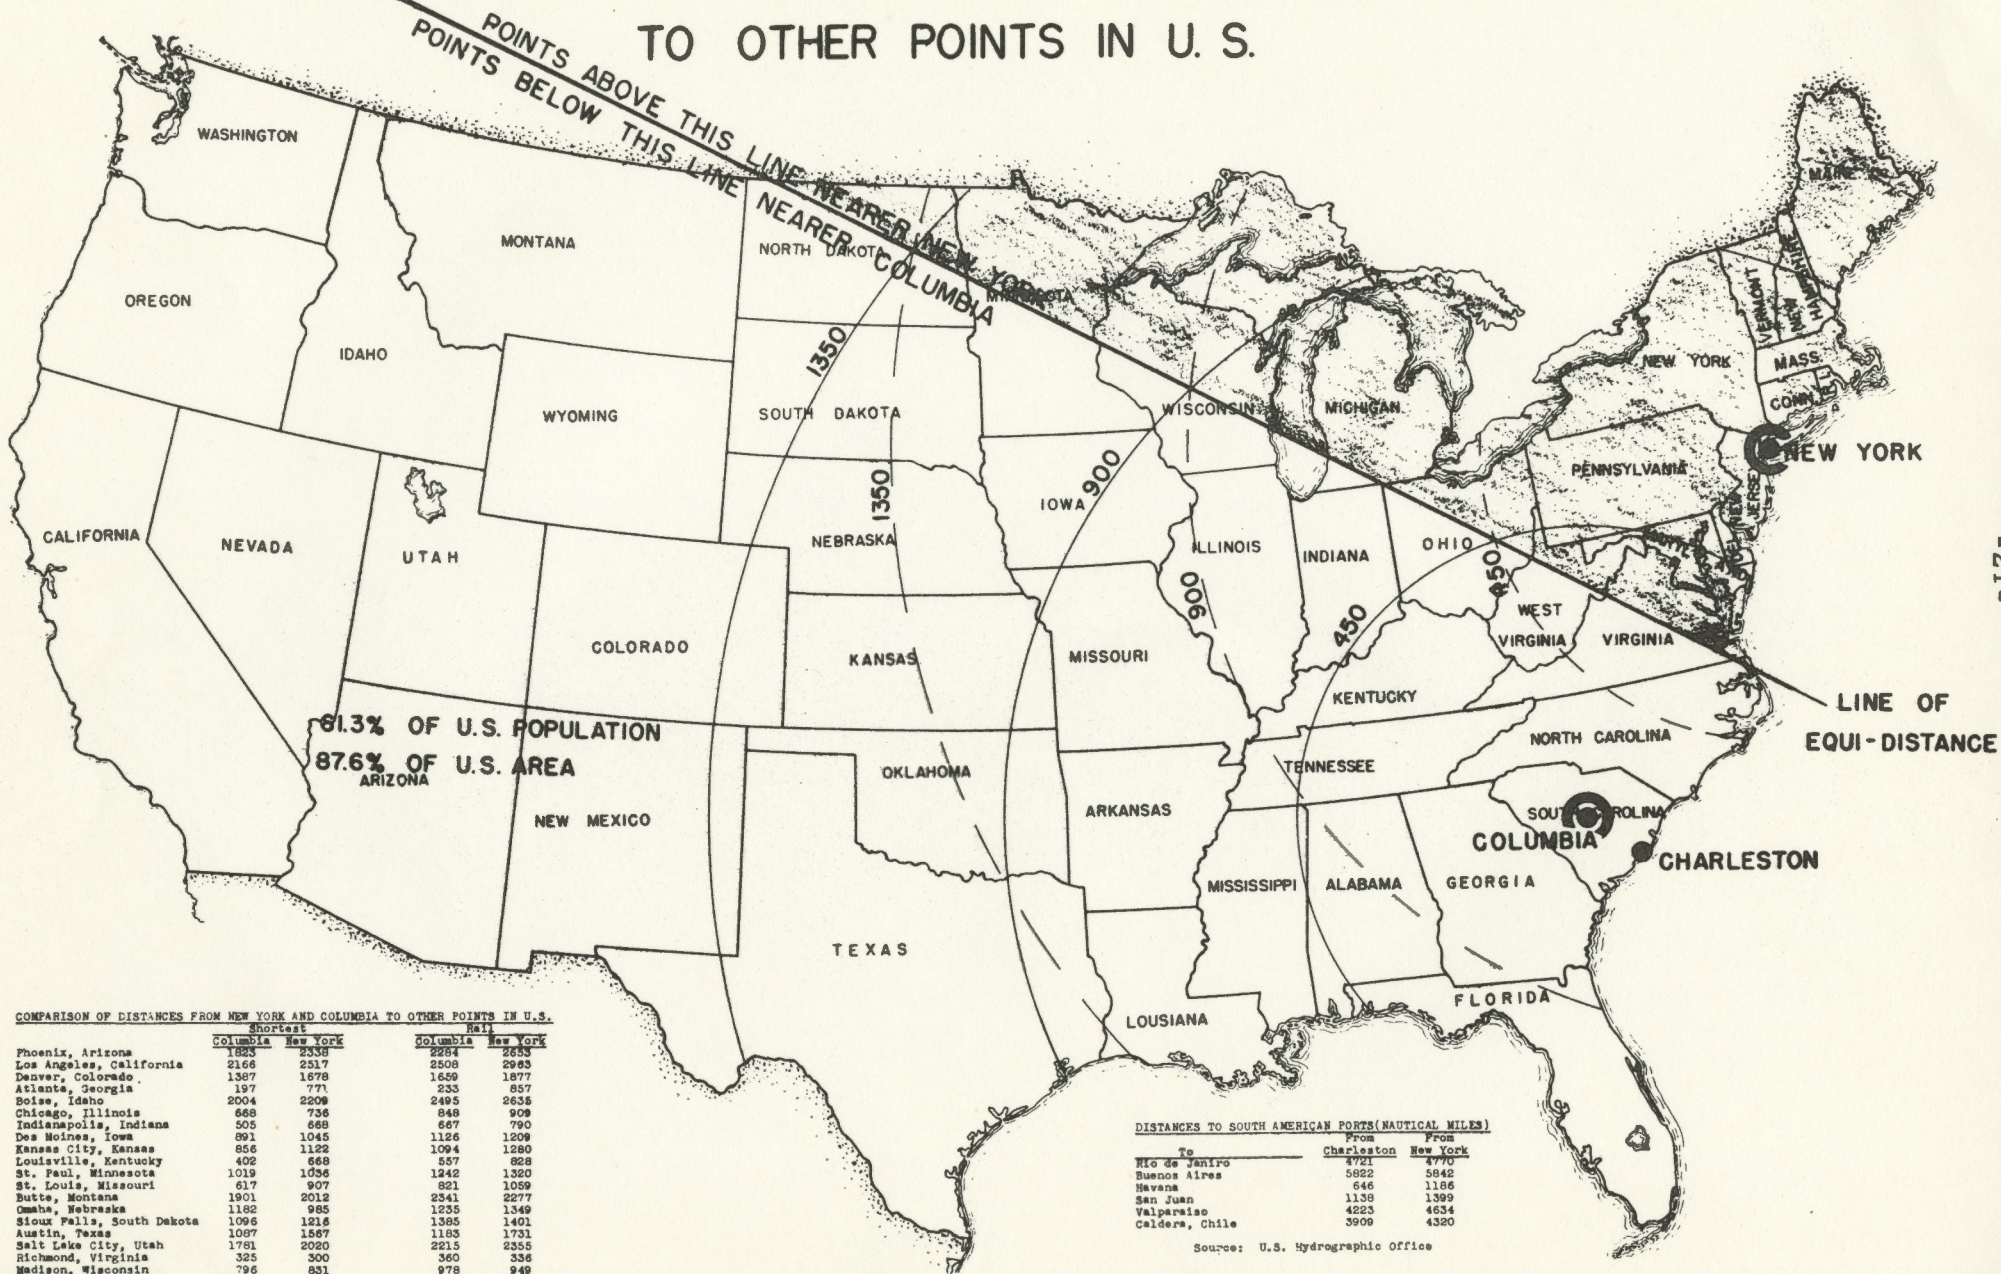 TO OTHER POINTS IN U.S.
POINTS ABOVE THIS LINE NEARER NEW YORK
POINTS BELOW THIS LINE NEARER COLUMBIA
WASHINGTON
MONTANA
NORTH DAKOTA
MINNESOTA
MAINE
OREGON
IDAHO
WYOMING
SOUTH DAKOTA
WISCONSIN
MICHIGAN
NEW YORK
VERMONT
NEW HAMPSHIRE
MASS.
CONN.
R.I.
NEW YORK
PENNSYLVANIA
NEW JERSEY
DEL
1350
1350
900
900
450
450
CALIFORNIA
NEVADA
UTAH
NEBRASKA
IOWA
ILLINOIS
INDIANA
OHIO
WEST VIRGINIA
VIRGINIA
COLORADO
KANSAS
MISSOURI
KENTUCKY
LINE OF
EQUI-DISTANCE
61.3% OF U.S. POPULATION
87.6% OF U.S. AREA
ARIZONA
NEW MEXICO
OKLAHOMA
ARKANSAS
TENNESSEE
NORTH CAROLINA
SOUTH CAROLINA
COLUMBIA
CHARLESTON
MISSISSIPPI
ALABAMA
GEORGIA
TEXAS
LOUSIANA
FLORIDA
COMPARISON OF DISTANCES FROM NEW YORK AND COLUMBIA TO OTHER POINTS IN U.S.
Shortest Rail
Columbia New York Columbia New York
Phoenix, Arizona 1823 2338 2284 2653
Los Angeles, California 2166 2517 2508 2983
Denver, Colorado 1387 1678 1659 1877
Atlanta, Georgia 197 771 233 857
Boise, Idaho 2004 2209 2495 2635
Chicago, Illinois 668 736 848 909
Indianapolis, Indiana 505 668 667 790
Des Moines, Iowa 891 1045 1126 1209
Kansas City, Kansas 856 1122 1094 1280
Louisville, Kentucky 402 668 557 828
St. Paul, Minnesota 1019 1036 1242 1320
St. Louis, Missouri 617 907 821 1059
Butte, Montana 1901 2012 2341 2277
Omaha, Nebraska 1182 985 1235 1349
Sioux Falls, South Dakota 1096 1216 1385 1401
Austin, Texas 1087 1567 1183 1731
Salt Lake City, Utah 1781 2020 2215 2355
Richmond, Virginia 325 300 360 336
Madison, Wisconsin 796 831 978 949
DISTANCES TO SOUTH AMERICAN PORTS(NAUTICAL MILES)
From From
To Charleston New York
Rio de Janiro 4721 4770
Buenos Aires 5822 5842
Havana 646 1186
San Juan 1138 1399
Valparaiso 4223 4634
Caldera, Chile 3909 4320
Source: U.S. Hydrographic Office